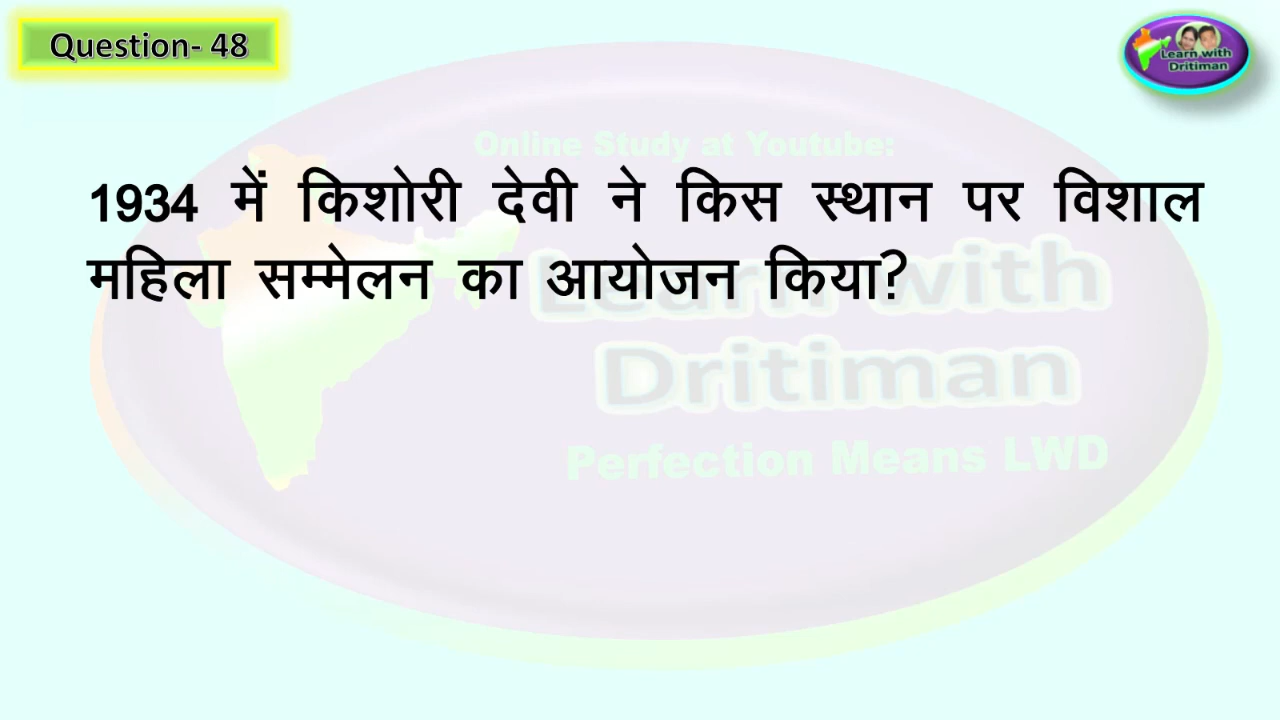 Question- 48
Learn with
Dritiman
Online Study at Youtube:
1934 में किशोरी देवी ने किस स्थान पर विशाल
महिला सम्मेलन का आयोजन किया?
Learn with
Dritiman
Perfection Means LWD